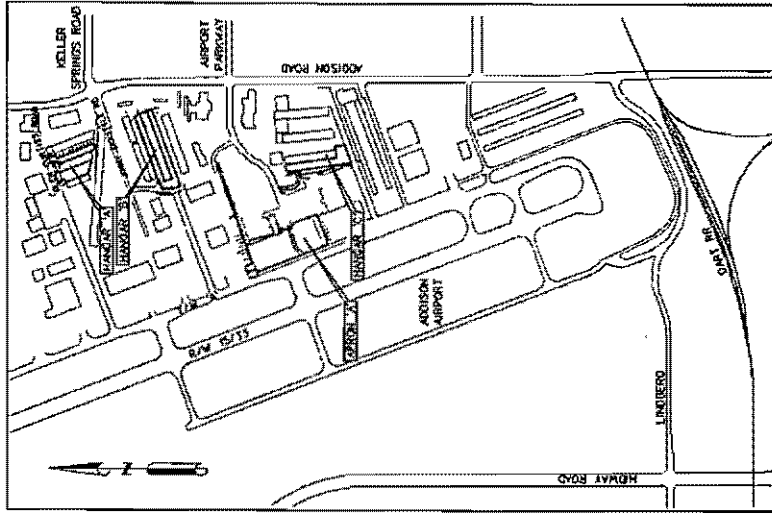 KELLER
SPRINGS ROAD
AIRPORT
PARKWAY
ADDISON ROAD
HANGAR 'A'
HANGAR 'B'
HANGAR 'C'
APRON 'A'
R/W 15/33
ADDISON
AIRPORT
DART RR
LINDBERG
MIDWAY ROAD
N